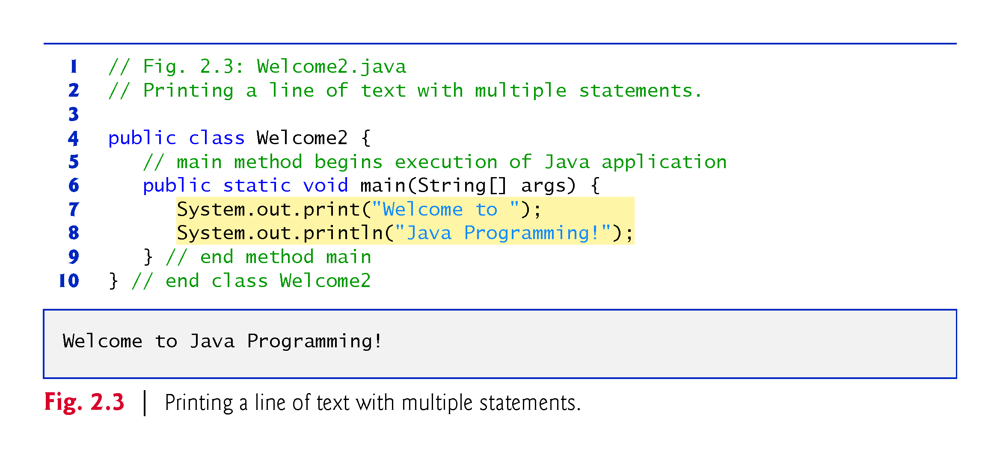 1 // Fig. 2.3: Welcome2.java
2 // Printing a line of text with multiple statements.
3
4 public class Welcome2 {
5 // main method begins execution of Java application
6 public static void main(String[] args) {
7 System.out.print("Welcome to ");
8 System.out.println("Java Programming!");
9 } // end method main
10 } // end class Welcome2
Welcome to Java Programming!
Fig. 2.3 | Printing a line of text with multiple statements.